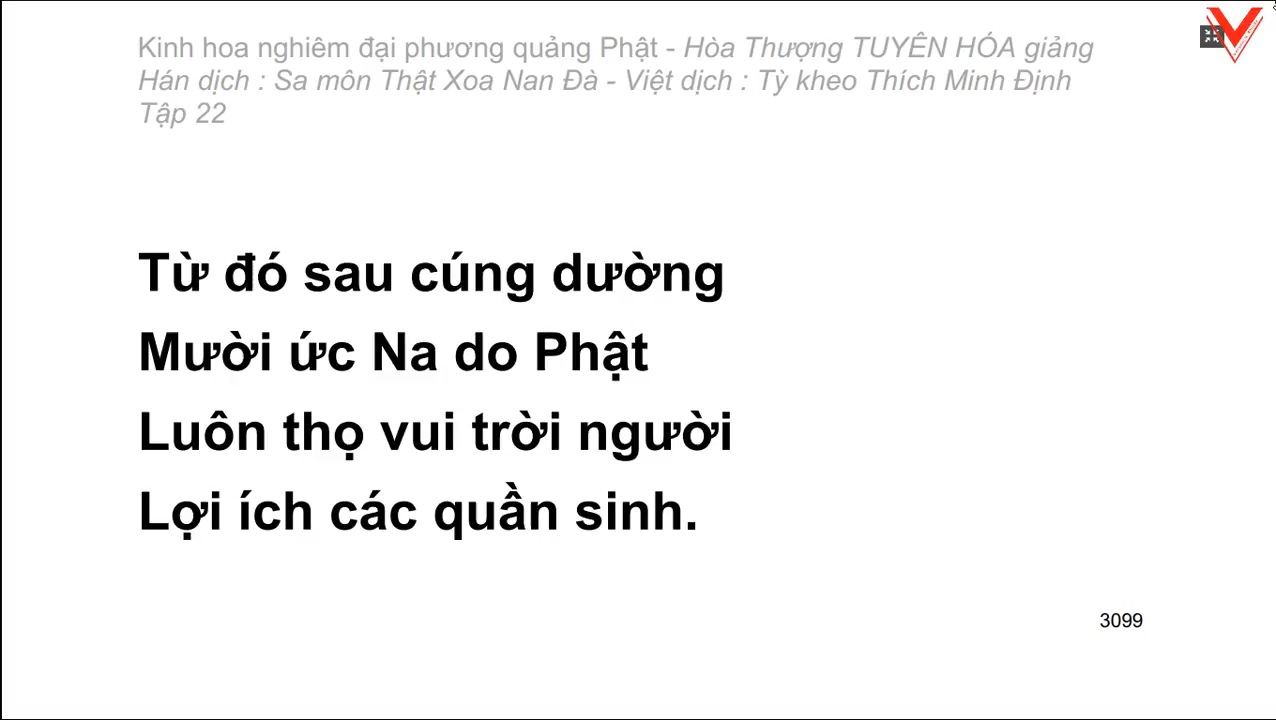 Kinh hoa nghiêm đại phương quảng Phật - Hòa Thượng TUYÊN HÓA giảng
Hán dịch : Sa môn Thật Xoa Nan Đà - Việt dịch : Tỳ kheo Thích Minh Định
Tập 22
Từ đó sau cúng dường
Mười ức Na do Phật
Luôn thọ vui trời người
Lợi ích các quần sinh.
3099